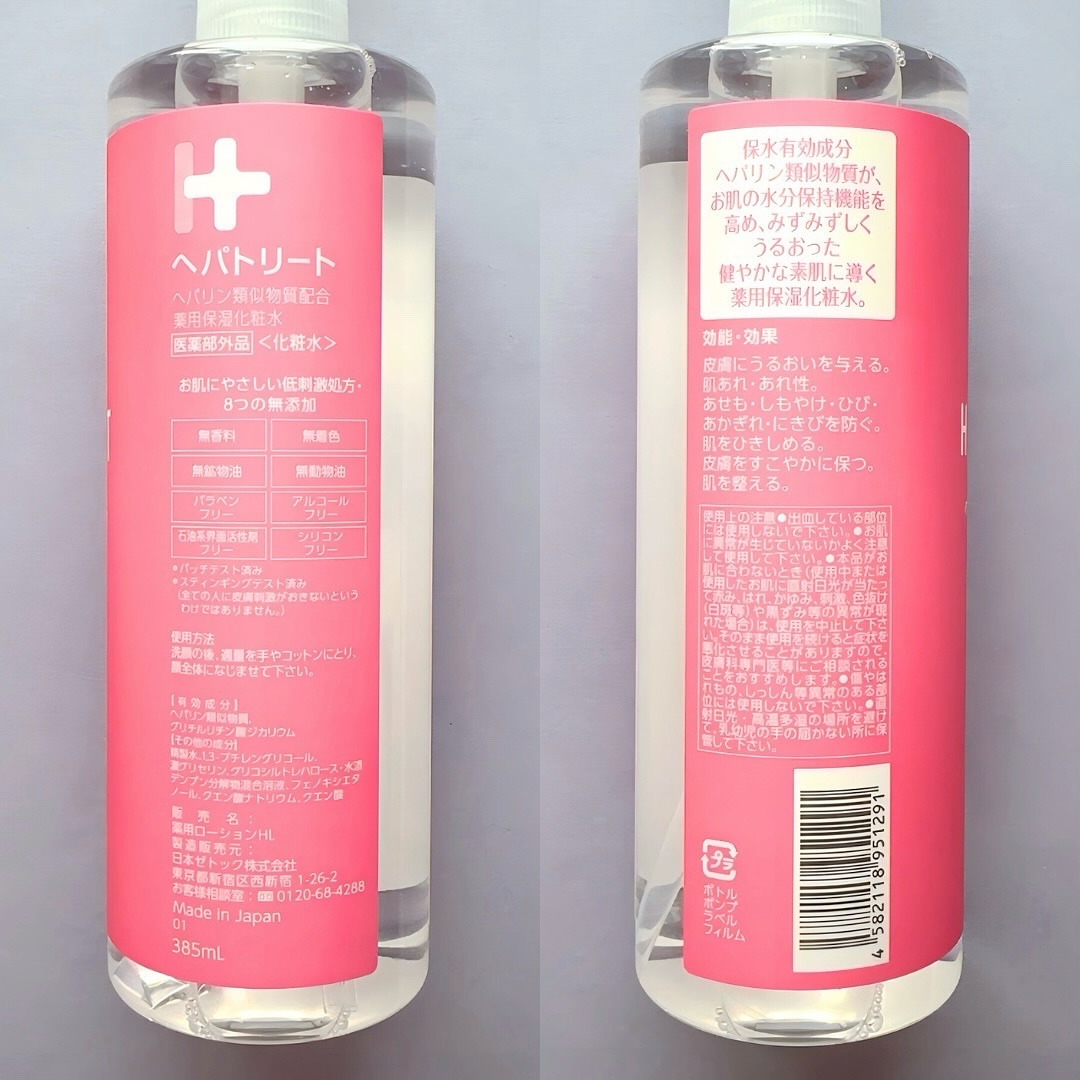 H
ヘパトリート
ヘパリン類似物質配合
薬用保湿化粧水
医薬部外品 <化粧水>
お肌にやさしい低刺激処方・
8つの無添加
無香料 無着色
無鉱物油 無動物油
パラベン
フリー
アルコール
フリー
石油系界面活性剤
フリー
シリコン
フリー
*パッチテスト済み
*スティンギングテスト済み
(全ての人に皮膚刺激がおきないという
わけではありません。)
使用方法
洗顔の後、適量を手やコットンにとり、
顔全体になじませて下さい。
[有効成分]
ヘパリン類似物質、
グリチルリチン酸ジカリウム
[その他の成分]
精製水、1,3-ブチレングリコール、
濃グリセリン、グリコシルトレハロース・水添
デンプン分解物混合溶液、フェノキシエタ
ノール、クエン酸ナトリウム、クエン酸
販売名:
薬用ローションHL
製造販売元:
日本ゼトック株式会社
東京都新宿区西新宿 1-26-2
お客様相談室: 0120-68-4288
Made in Japan
01
385mL
保水有効成分
ヘパリン類似物質が、
お肌の水分保持機能を
高め、みずみずしく
うるおった
健やかな素肌に導く
薬用保湿化粧水。
効能・効果
皮膚にうるおいを与える。
肌あれ・あれ性。
あせも・しもやけ・ひび・
あかぎれ・にきびを防ぐ。
肌をひきしめる。
皮膚をすこやかに保つ。
肌を整える。
使用上の注意●出血している部位
には使用しないで下さい。●お肌
に異常が生じていないかよく注意
して使用して下さい。●本品がお
肌に合わないとき(使用中または
使用したお肌に直射日光が当たっ
て赤み、はれ、かゆみ、刺激、色抜け
(白斑等)や黒ずみ等の異常が現
れた場合)は、使用を中止して下さ
い。そのまま使用を続けると症状を
悪化させることがありますので、
皮膚科専門医等にご相談される
ことをおすすめします。●傷やは
れもの、しっしん等異常のある部
位には使用しないで下さい。●直
射日光・高温多湿の場所を避け
て、乳幼児の手の届かない所に保
管して下さい。
プラ
ボトル
ポンプ
ラベル
フィルム
4 582118 951291